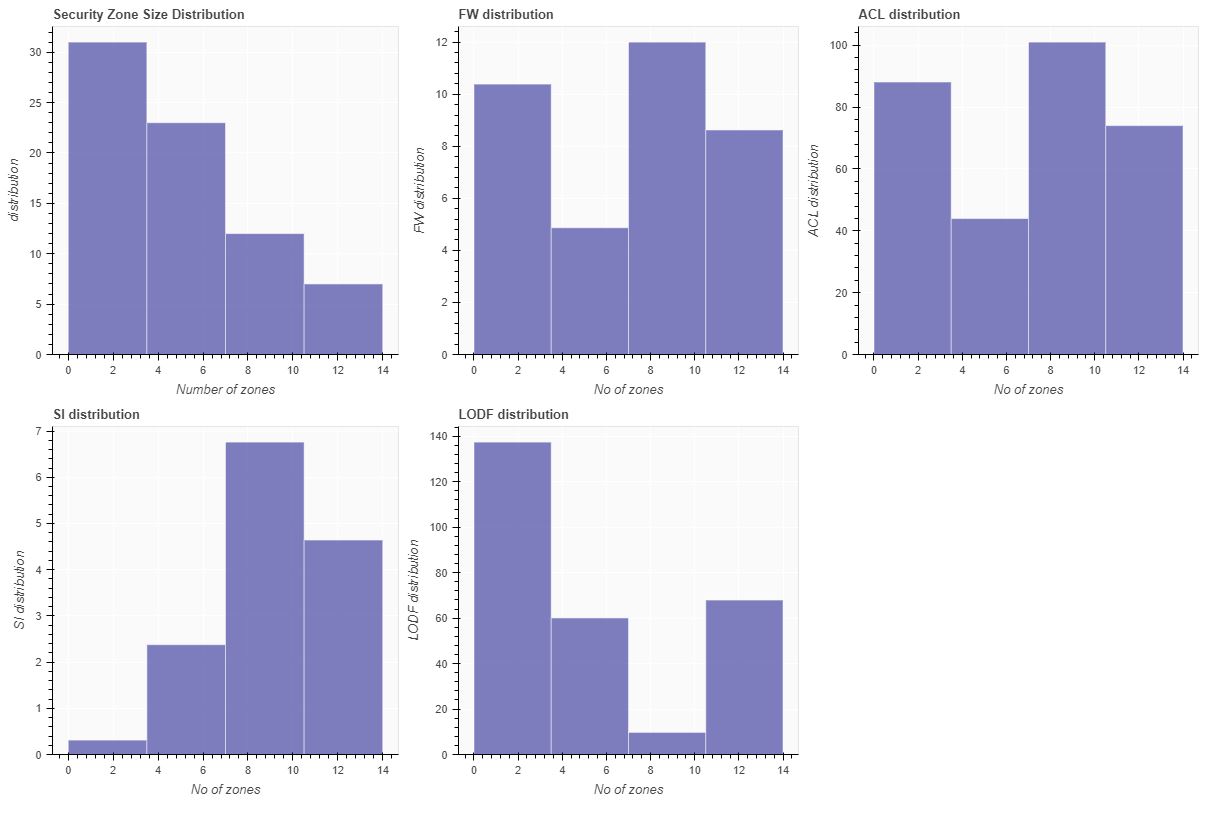 Security Zone Size Distribution
distribution
30
25
20
15
10
5
0
0 2 4 6 8 10 12 14
Number of zones
FW distribution
FW distribution
12
10
8
6
4
2
0
0 2 4 6 8 10 12 14
No of zones
ACL distribution
ACL distribution
100
80
60
40
20
0
0 2 4 6 8 10 12 14
No of zones
SI distribution
SI distribution
7
6
5
4
3
2
1
0
0 2 4 6 8 10 12 14
No of zones
LODF distribution
LODF distribution
140
120
100
80
60
40
20
0
0 2 4 6 8 10 12 14
No of zones